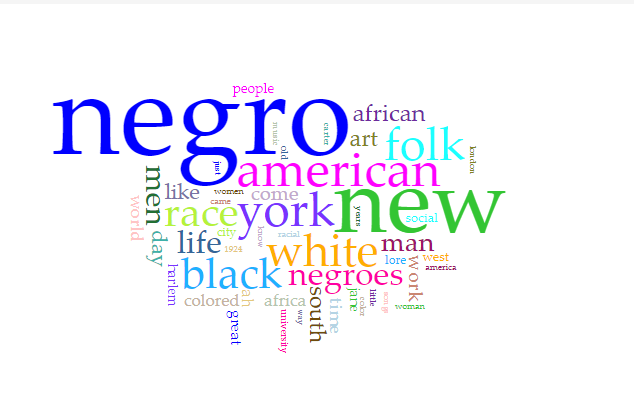 people
negro
african
music
carter
art
folk
old
london
just
american
men
like
women
come
new
came
world
race
york
years
social
city
day
life
know
racial
white
man
1924
lore
west
america
harlem
black
negroes
work
colored
ah
africa
south
time
jane
color
little
woman
great
university
way